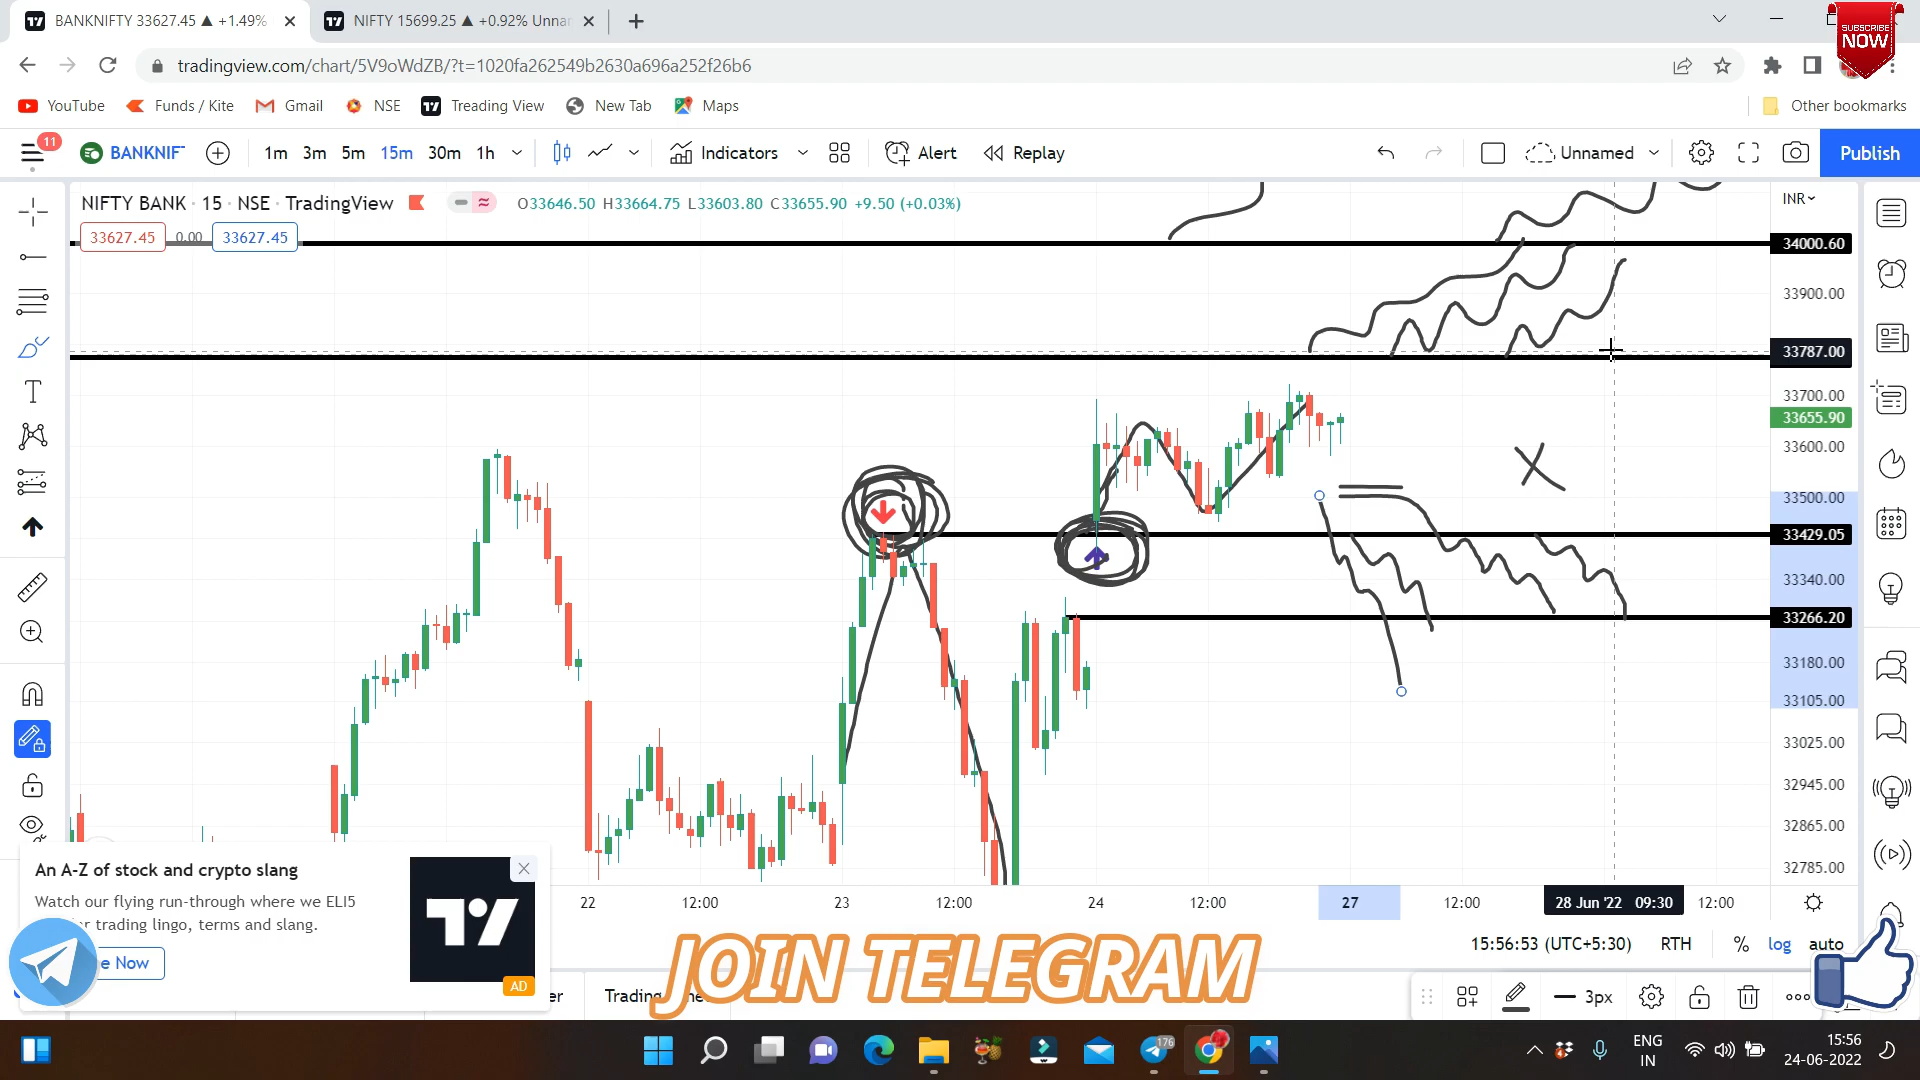 BANKNIFTY 33627.45 ▲ +1.49%
NIFTY 15699.25 ▲ +0.92% Unna
SUBSCRIBE
NOW
tradingview.com/chart/5V9oWdZB/?t=1020fa262549b2630a696a252f26b6
YouTube
Funds / Kite
Gmail
NSE
Treading View
New Tab
Maps
Other bookmarks
11
BANKNIF
1m 3m 5m 15m 30m 1h
Indicators
Alert
Replay
Unnamed
Publish
NIFTY BANK · 15 · NSE · TradingView
O33646.50 H33664.75 L33603.80 C33655.90 +9.50 (+0.03%)
INR
33627.45 0.00 33627.45
34000.60
33900.00
33787.00
33700.00
33655.90
33600.00
33500.00
33429.05
33340.00
33266.20
33180.00
33105.00
33025.00
32945.00
32865.00
32785.00
X
An A-Z of stock and crypto slang
Watch our flying run-through where we ELI5
trading lingo, terms and slang.
Now
AD
22 12:00 23 12:00 24 12:00 27 12:00 28 Jun '22 09:30 12:00
15:56:53 (UTC+5:30) RTH % log auto
Trading
JOIN TELEGRAM
3px
176
ENG
IN
15:56
24-06-2022